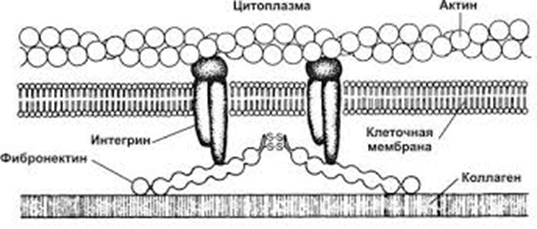 Цитоплазма
Актин
Интегрин
Клеточная
мембрана
Фибронектин
S-S
S-S
Коллаген